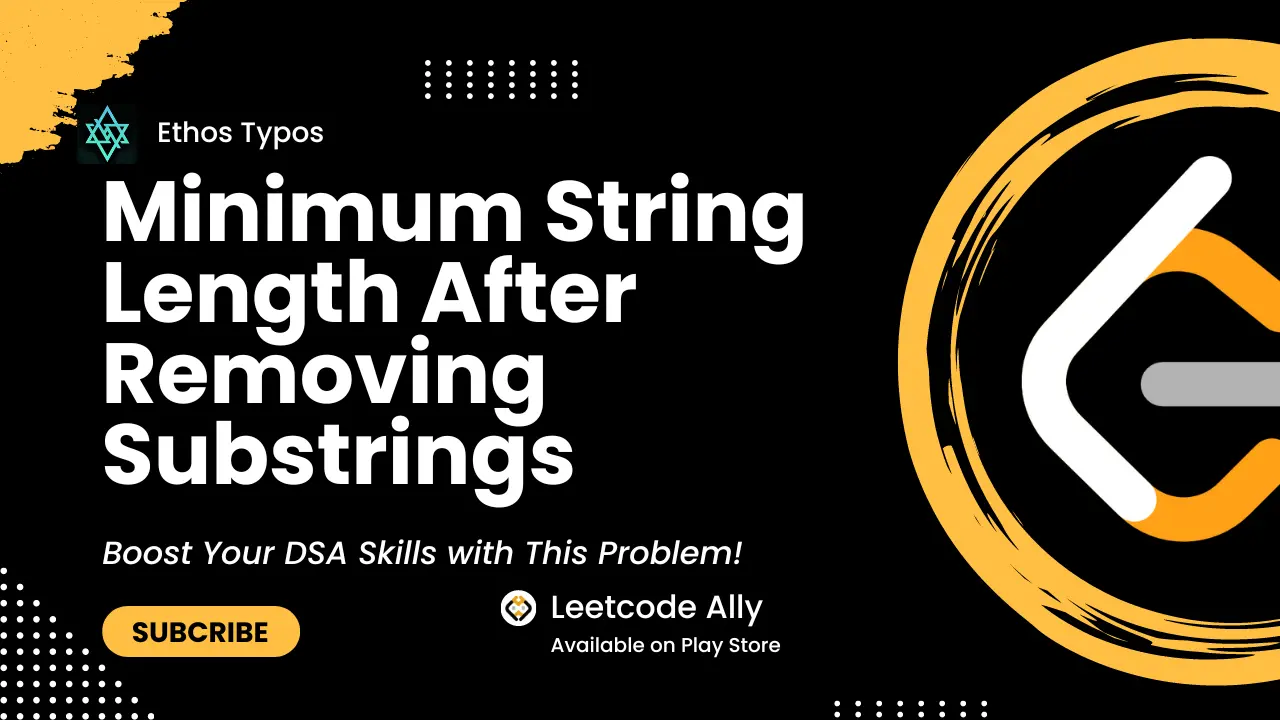 Ethos Typos
Minimum String
Length After
Removing
Substrings
Boost Your DSA Skills with This Problem!
Leetcode Ally
Available on Play Store
SUBCRIBE